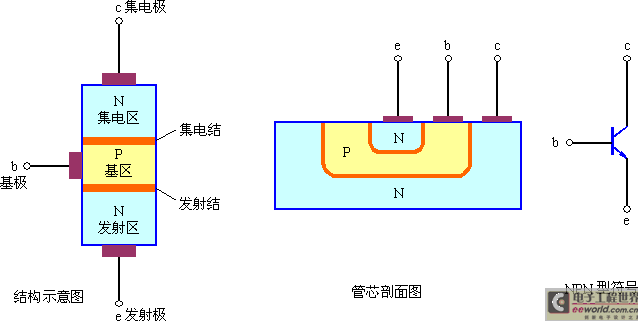 c 集电极
N
集电区
集电结
P
基区
b
基极
发射结
N
发射区
e 发射极
结构示意图
e
b
c
N
P
N
管芯剖面图
c
b
e
NPN 型符号
电子工程世界
eeworld.com.cn